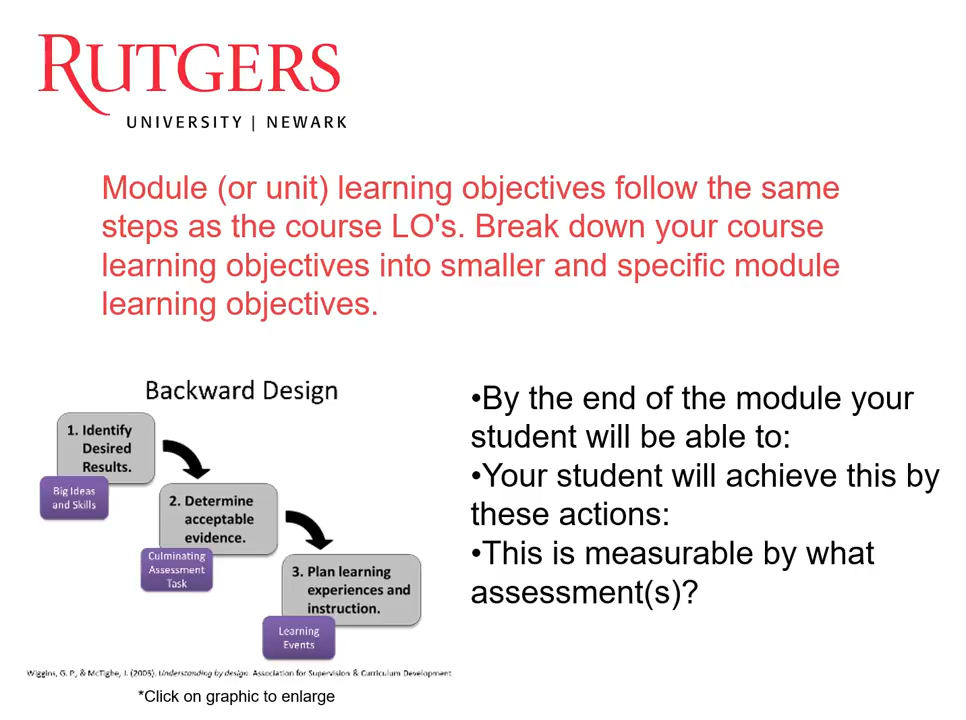 RUTGERS
UNIVERSITY | NEWARK
Module (or unit) learning objectives follow the same
steps as the course LO's. Break down your course
learning objectives into smaller and specific module
learning objectives.
Backward Design
1. Identify
Desired
Results.
Big Ideas
and Skills
2. Determine
acceptable
evidence.
Culminating
Assessment
Task
3. Plan learning
experiences and
instruction.
Learning
Events
Wiggins, G. P., & McTighe, J. (2005). Understanding by design. Association for Supervision & Curriculum Development.
*Click on graphic to enlarge
•By the end of the module your
student will be able to:
•Your student will achieve this by
these actions:
•This is measurable by what
assessment(s)?